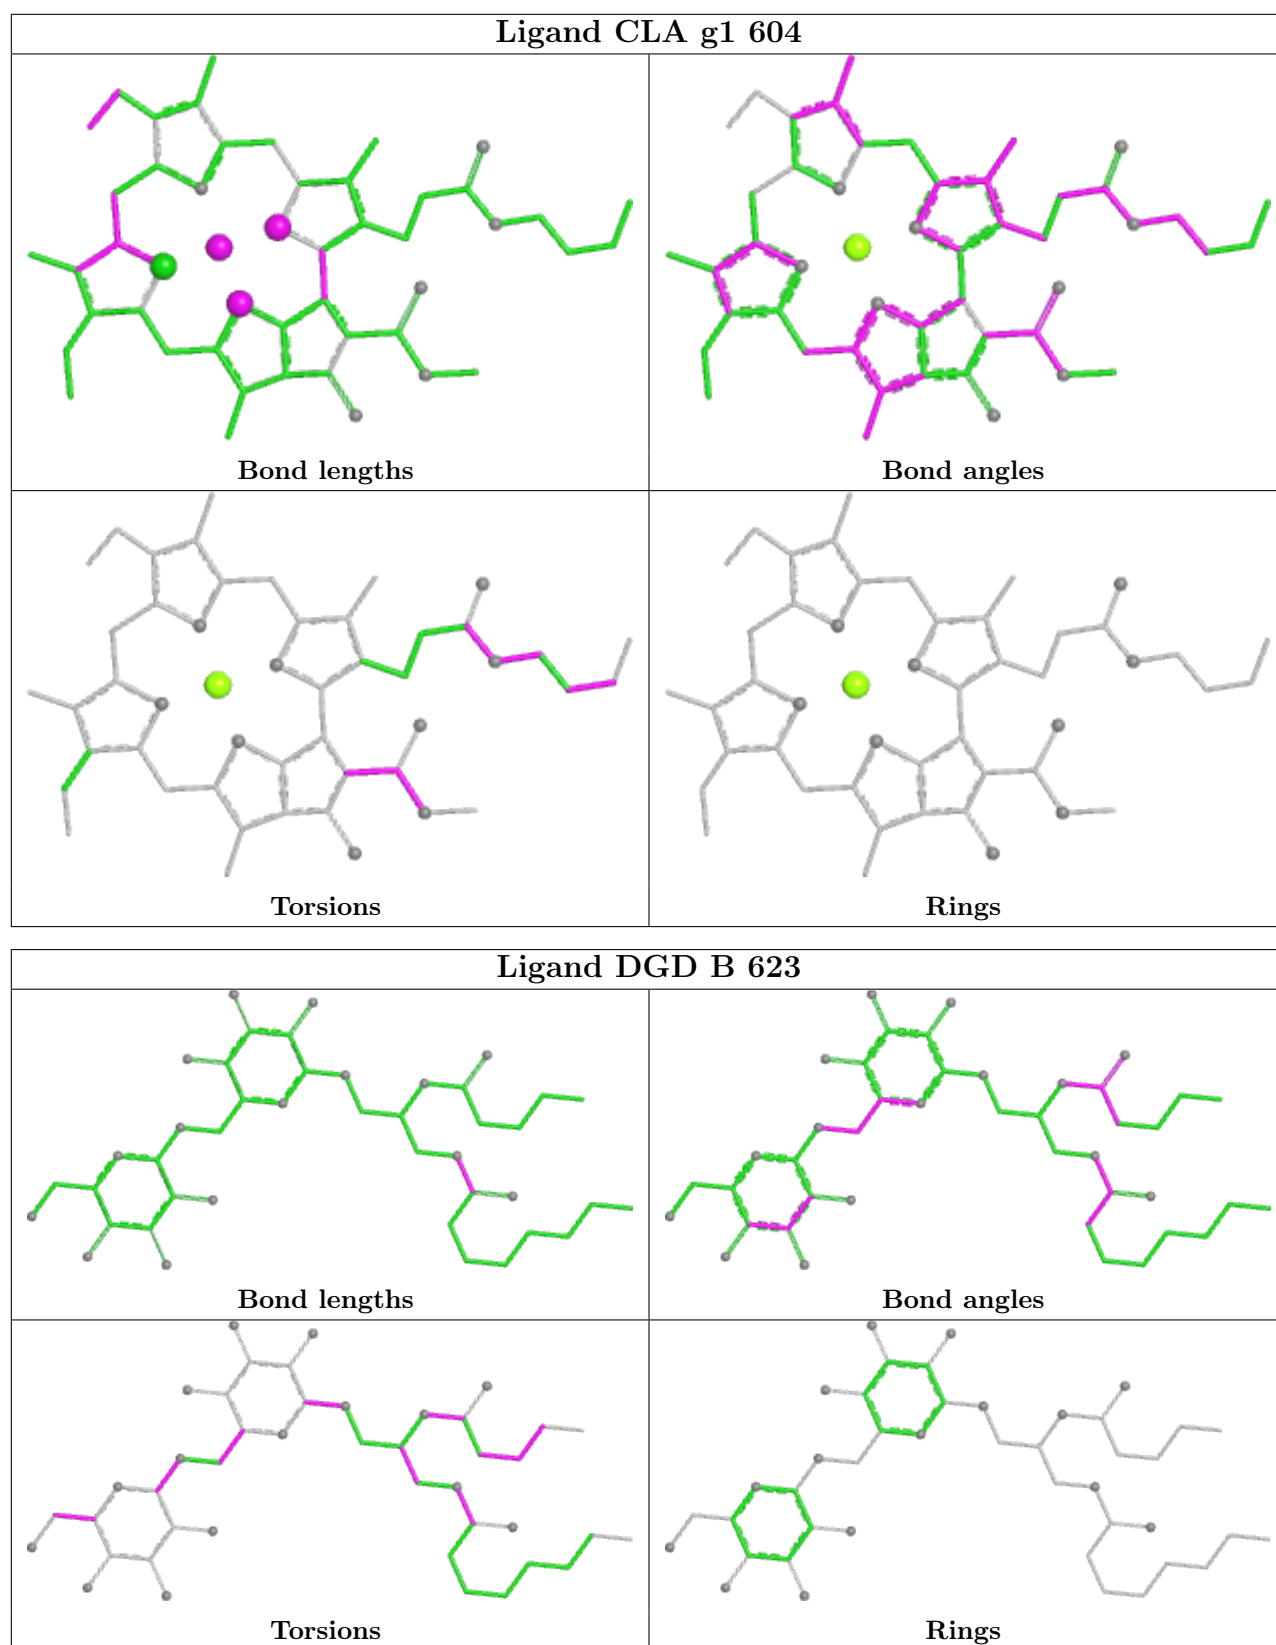 Ligand CLA g1 604
Bond lengths
Bond angles
Torsions
Rings
Ligand DGD B 623
Bond lengths
Bond angles
Torsions
Rings